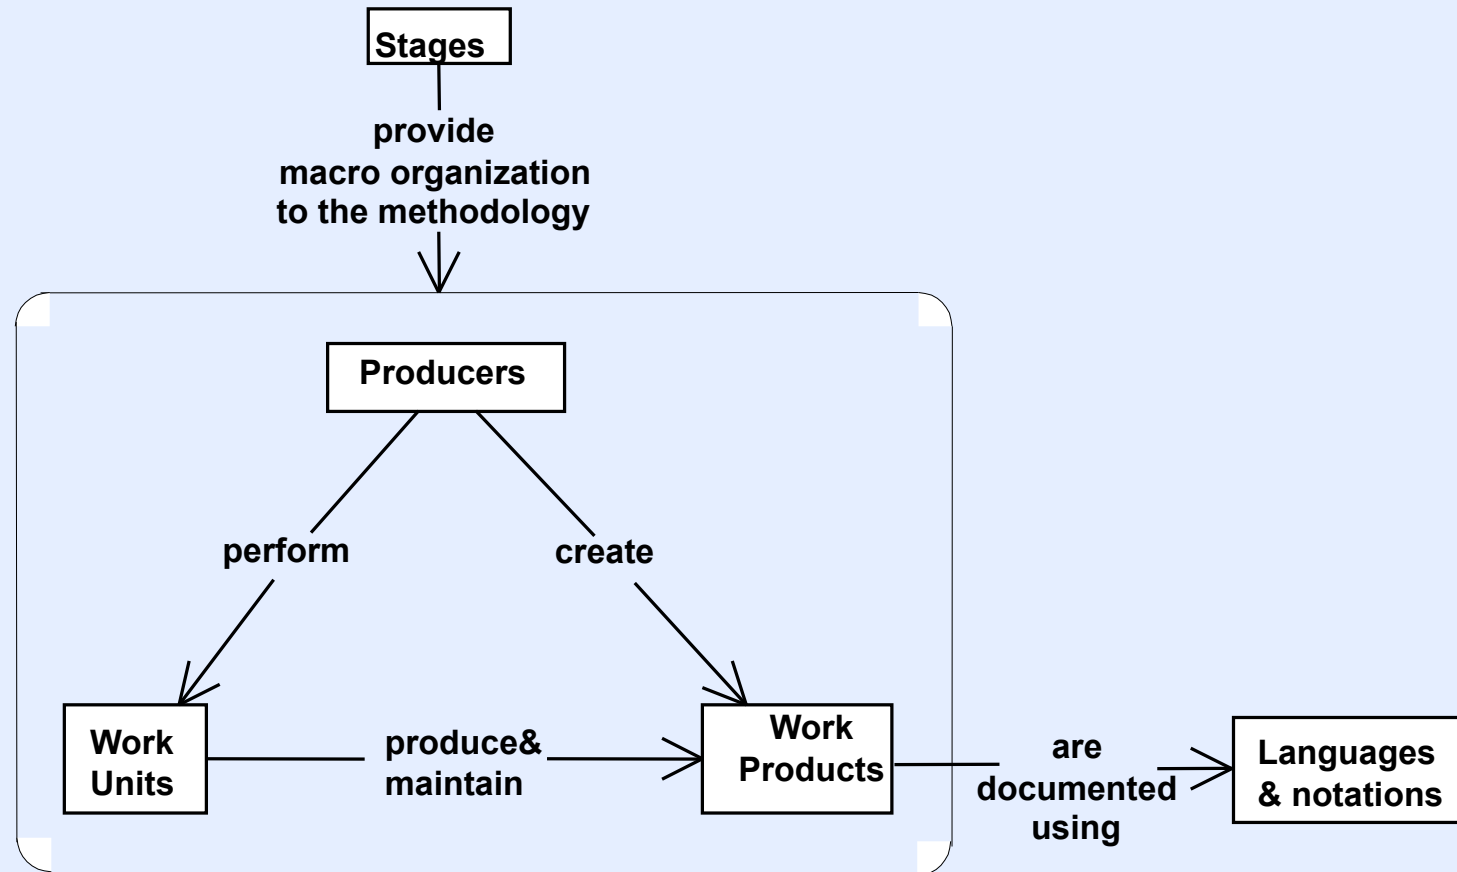 Stages
provide
macro organization
to the methodology
Producers
perform
create
Work
Units
produce&
maintain
Work
Products
are
documented
using
Languages
& notations